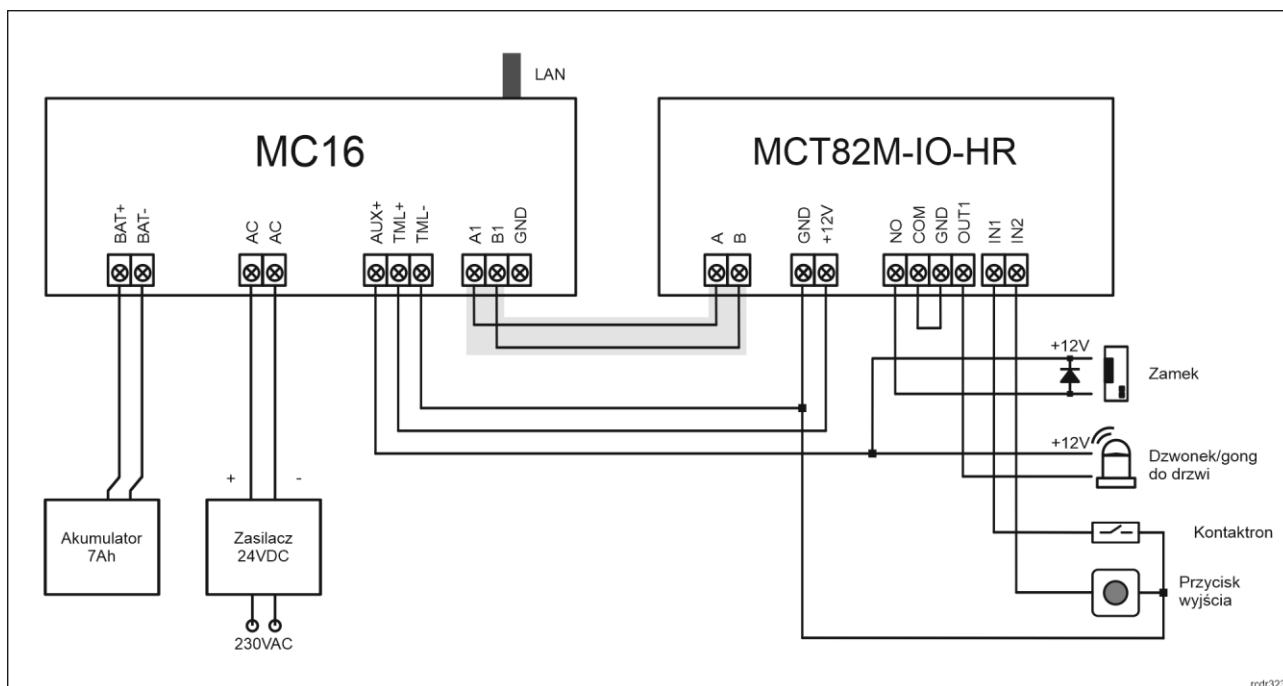 LAN
MC16
MCT82M-IO-HR
BAT+
BAT-
AC
AC
AUX+
TML+
TML-
A1
B1
GND
A
B
GND
+12V
NO
COM
GND
OUT1
IN1
IN2
+12V
Zamek
+12V
Dzwonek/gong
do drzwi
+
-
Akumulator
7Ah
Zasilacz
24VDC
Kontaktron
Przycisk
wyjścia
230VAC